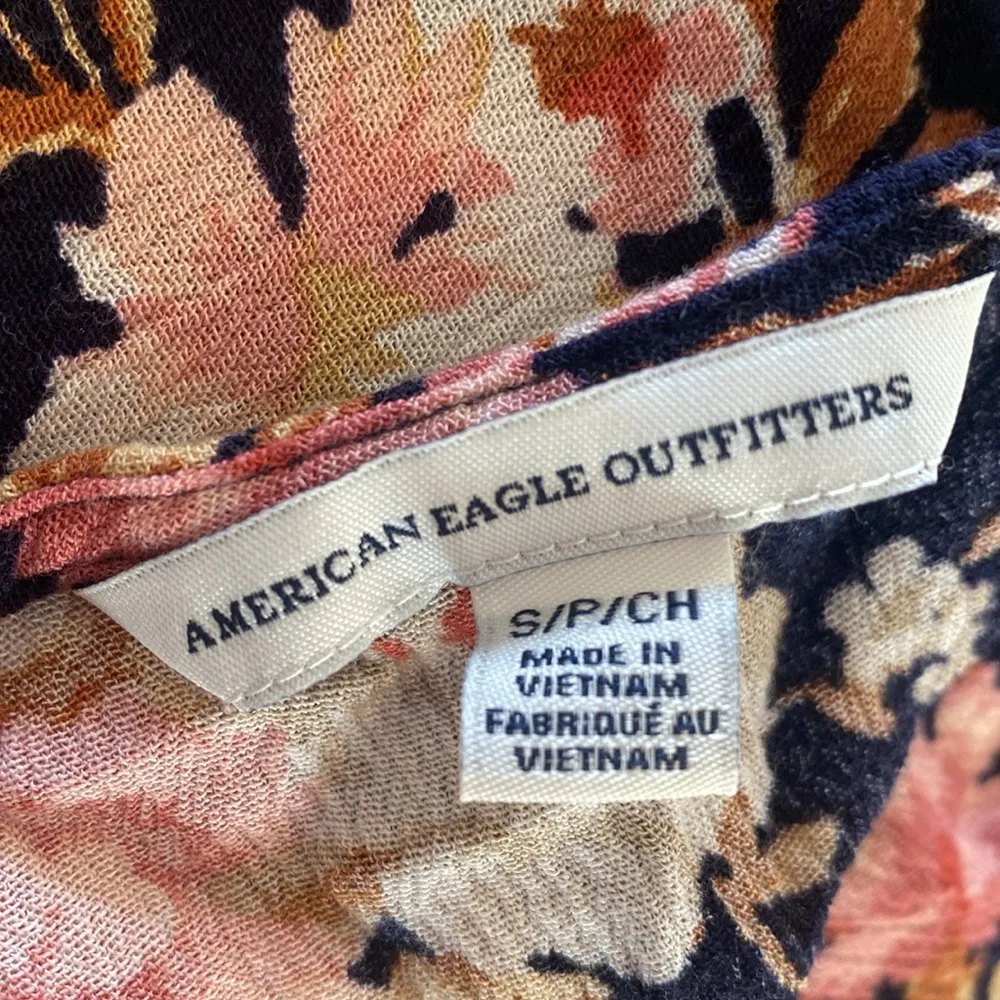 AMERICAN EAGLE OUTFITTERS
S/P/CH
MADE IN
VIETNAM
FABRIQUÉ AU
VIETNAM